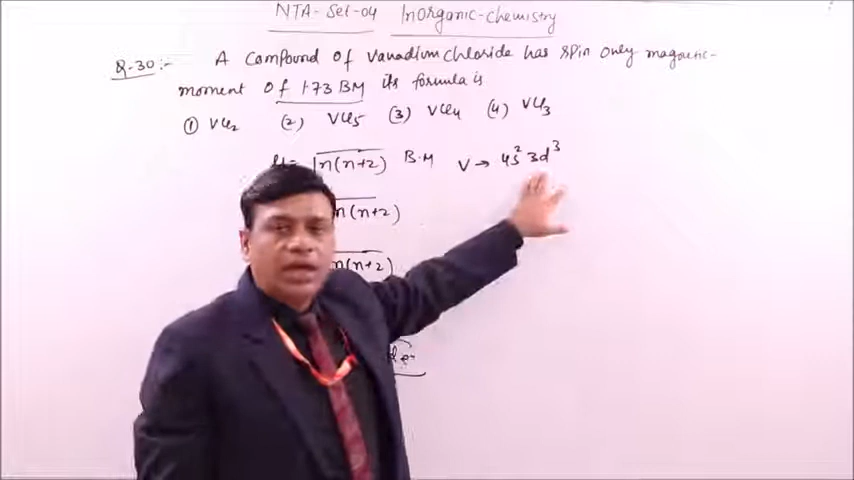 NTA-Set-04 Inorganic-chemistry
Q-30:- A compound of vanadium chloride has spin only magnetic-
moment of 1.73 BM its formula is
① VCl₂ (2) VCl₅ (3) VCl₄ (4) VCl₃
= √n(n+2) B.M V → 4s² 3d³
n(n+2)
n(n+2)
de-